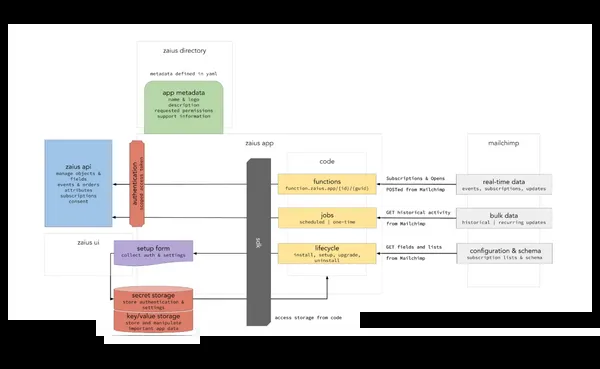 zaius directory
metadata defined in yaml
app metadata
name & logo
description
requested permissions
support information
zaius app
mailchimp
zaius api
manage objects &
fields
events & orders
attributes
subscriptions
consent
authentication
scoped access token
sdk
code
functions
function.zaius.app/[id]/[guid]
Subscriptions & Opens
POSTed from Mailchimp
real-time data
events, subscriptions, updates
jobs
scheduled | one-time
GET historical activity
from Mailchimp
bulk data
historical / recurring updates
zaius ui
setup form
collect auth & settings
lifecycle
install, setup, upgrade,
uninstall
GET fields and lists
from Mailchimp
configuration & schema
subscription lists & schema
secret storage
store authentication &
settings
key/value storage
store and manipulate
important app data
access storage from code